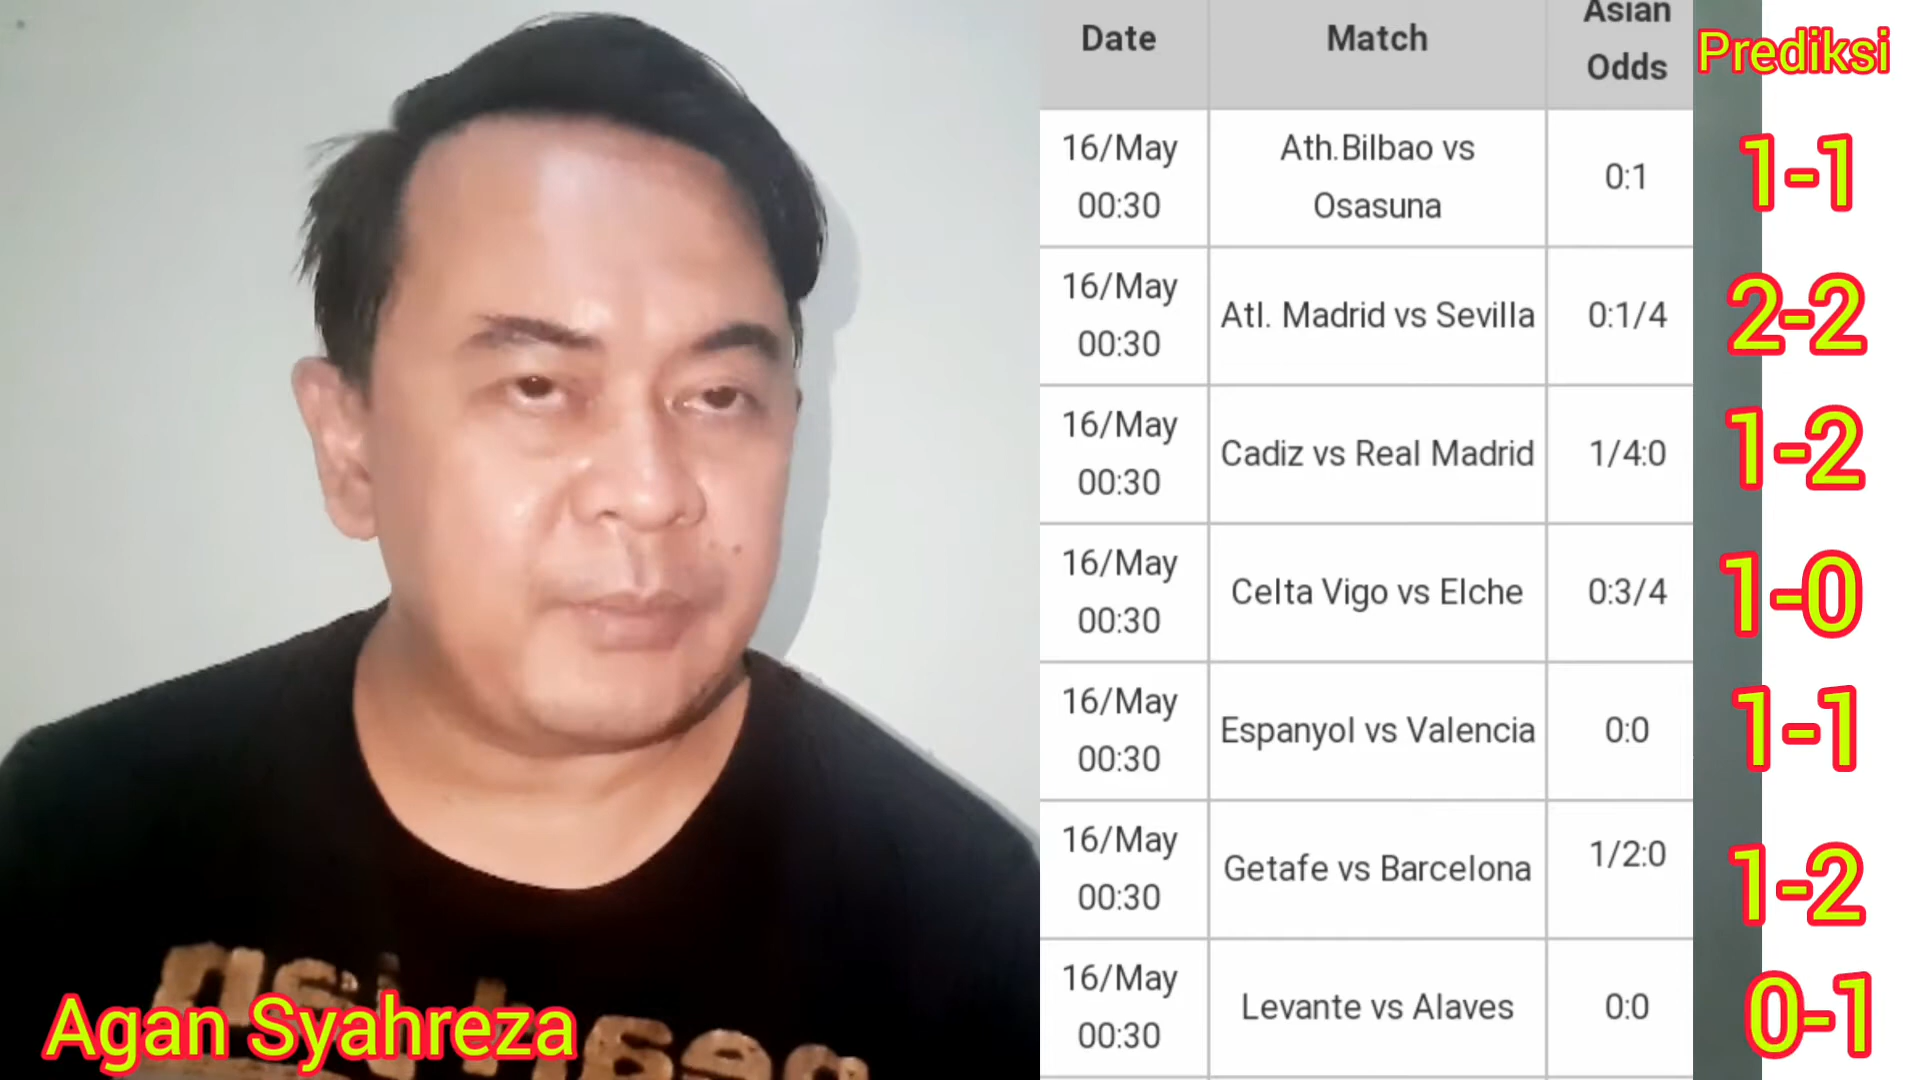 Date Match Asian Odds Prediksi
16/May 00:30 Ath.Bilbao vs Osasuna 0:1 1-1
16/May 00:30 Atl. Madrid vs Sevilla 0:1/4 2-2
16/May 00:30 Cadiz vs Real Madrid 1/4:0 1-2
16/May 00:30 Celta Vigo vs Elche 0:3/4 1-0
16/May 00:30 Espanyol vs Valencia 0:0 1-1
16/May 00:30 Getafe vs Barcelona 1/2:0 1-2
16/May 00:30 Levante vs Alaves 0:0 0-1
Agan Syahreza